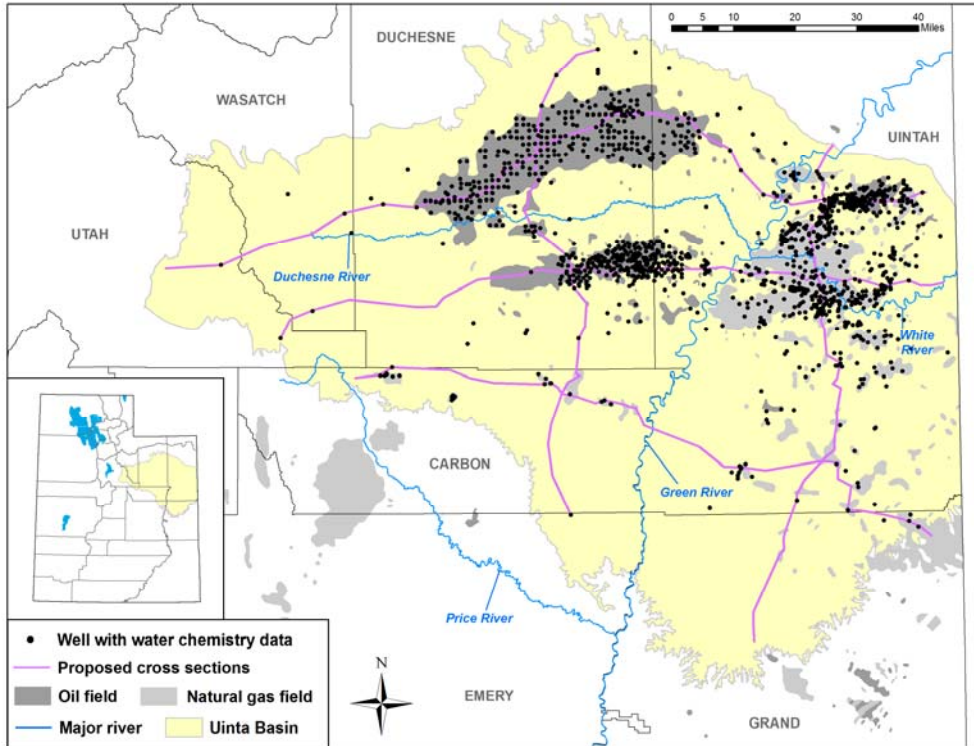 DUCHESNE
0 5 10 20 30 40
Miles
WASATCH
UINTAH
UTAH
Duchesne River
White
River
CARBON
Green River
Price River
N
EMERY
GRAND
Well with water chemistry data
Proposed cross sections
Oil field
Natural gas field
Major river
Uinta Basin